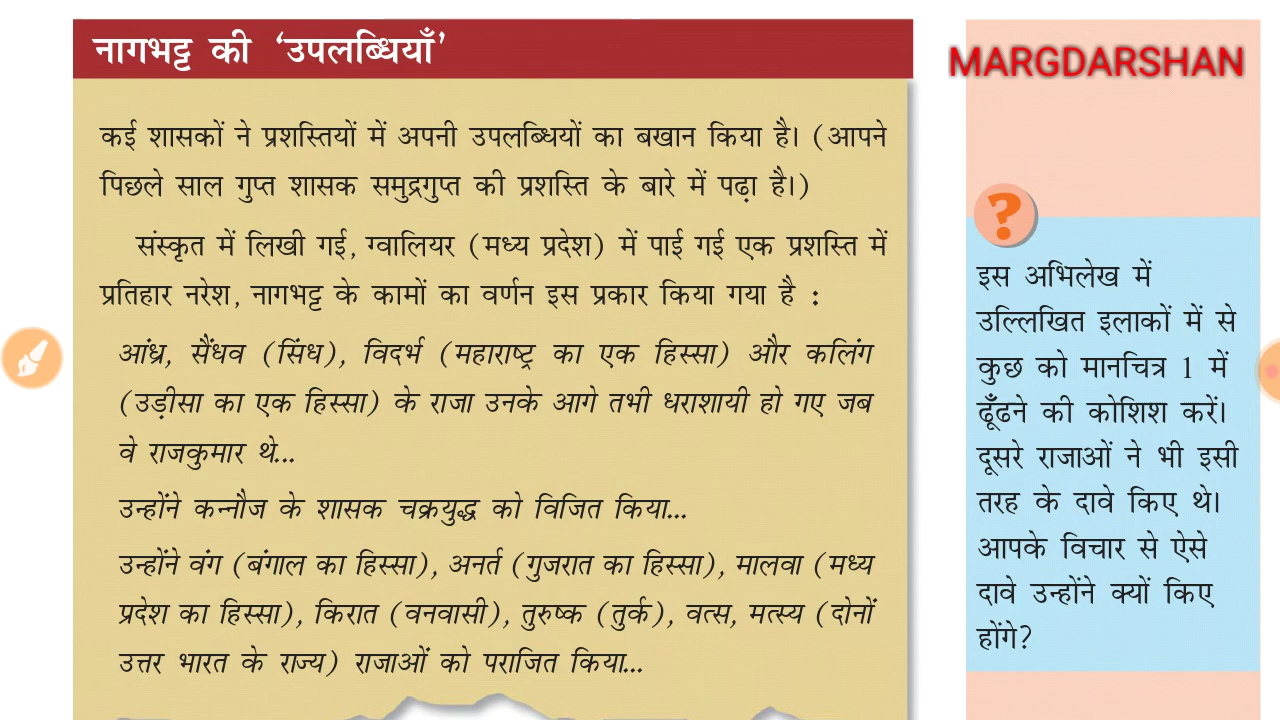 नागभट्ट की ‘उपलब्धियाँ’
कई शासकों ने प्रशस्तियों में अपनी उपलब्धियों का बखान किया है। (आपने
पिछले साल गुप्त शासक समुद्रगुप्त की प्रशस्ति के बारे में पढ़ा है।)
संस्कृत में लिखी गई, ग्वालियर (मध्य प्रदेश) में पाई गई एक प्रशस्ति में
प्रतिहार नरेश, नागभट्ट के कामों का वर्णन इस प्रकार किया गया है :
आंध्र, सैंधव (सिंध), विदर्भ (महाराष्ट्र का एक हिस्सा) और कलिंग
(उड़ीसा का एक हिस्सा) के राजा उनके आगे तभी धराशायी हो गए जब
वे राजकुमार थे...
उन्होंने कन्नौज के शासक चक्रयुद्ध को विजित किया...
उन्होंने वंग (बंगाल का हिस्सा), अनर्त (गुजरात का हिस्सा), मालवा (मध्य
प्रदेश का हिस्सा), किरात (वनवासी), तुरुष्क (तुर्क), वत्स, मत्स्य (दोनों
उत्तर भारत के राज्य) राजाओं को पराजित किया...
MARGDARSHAN
?
इस अभिलेख में
उल्लिखित इलाकों में से
कुछ को मानचित्र 1 में
ढूँढने की कोशिश करें।
दूसरे राजाओं ने भी इसी
तरह के दावे किए थे।
आपके विचार से ऐसे
दावे उन्होंने क्यों किए
होंगे?